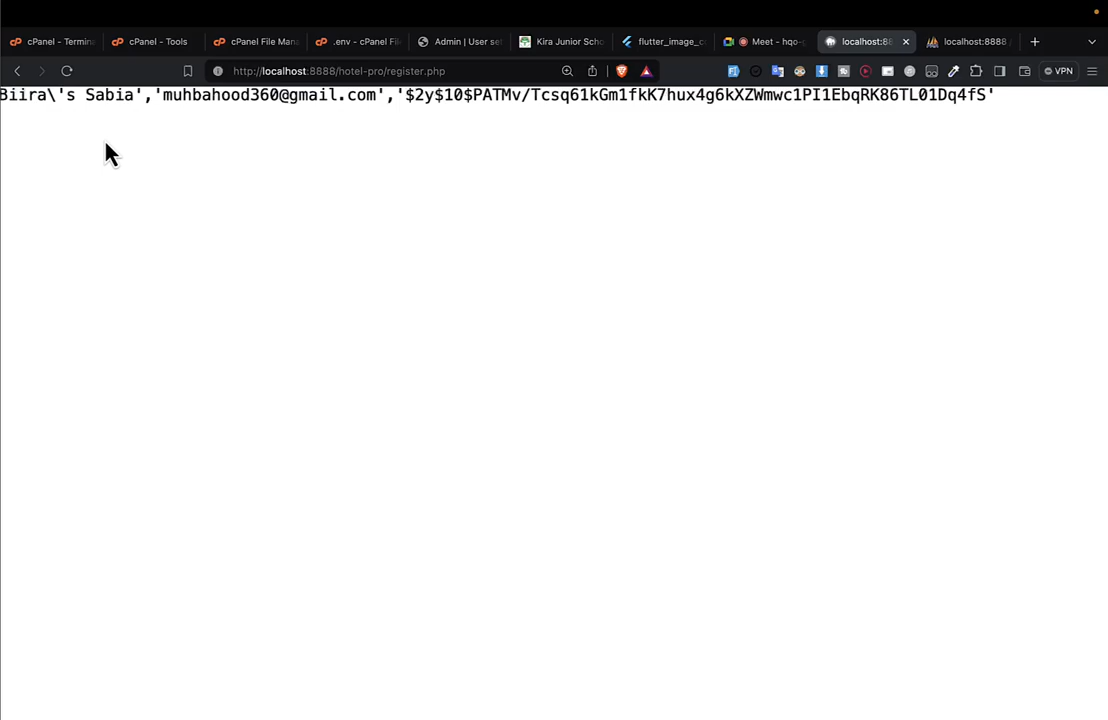 cPanel - Termin
cPanel - Tools
cPanel File Man
.env - cPanel Fil
Admin | User se
Kira Junior Scho
flutter_image_c
Meet - hqo-
localhost:88
localhost:8888
http://localhost:8888/hotel-pro/register.php
VPN
Biira\'s Sabia','muhbahood360@gmail.com','$2y$10$PATMv/Tcsq61kGm1fkK7hux4g6kXZWmwc1PI1EbqRK86TL01Dq4fS'